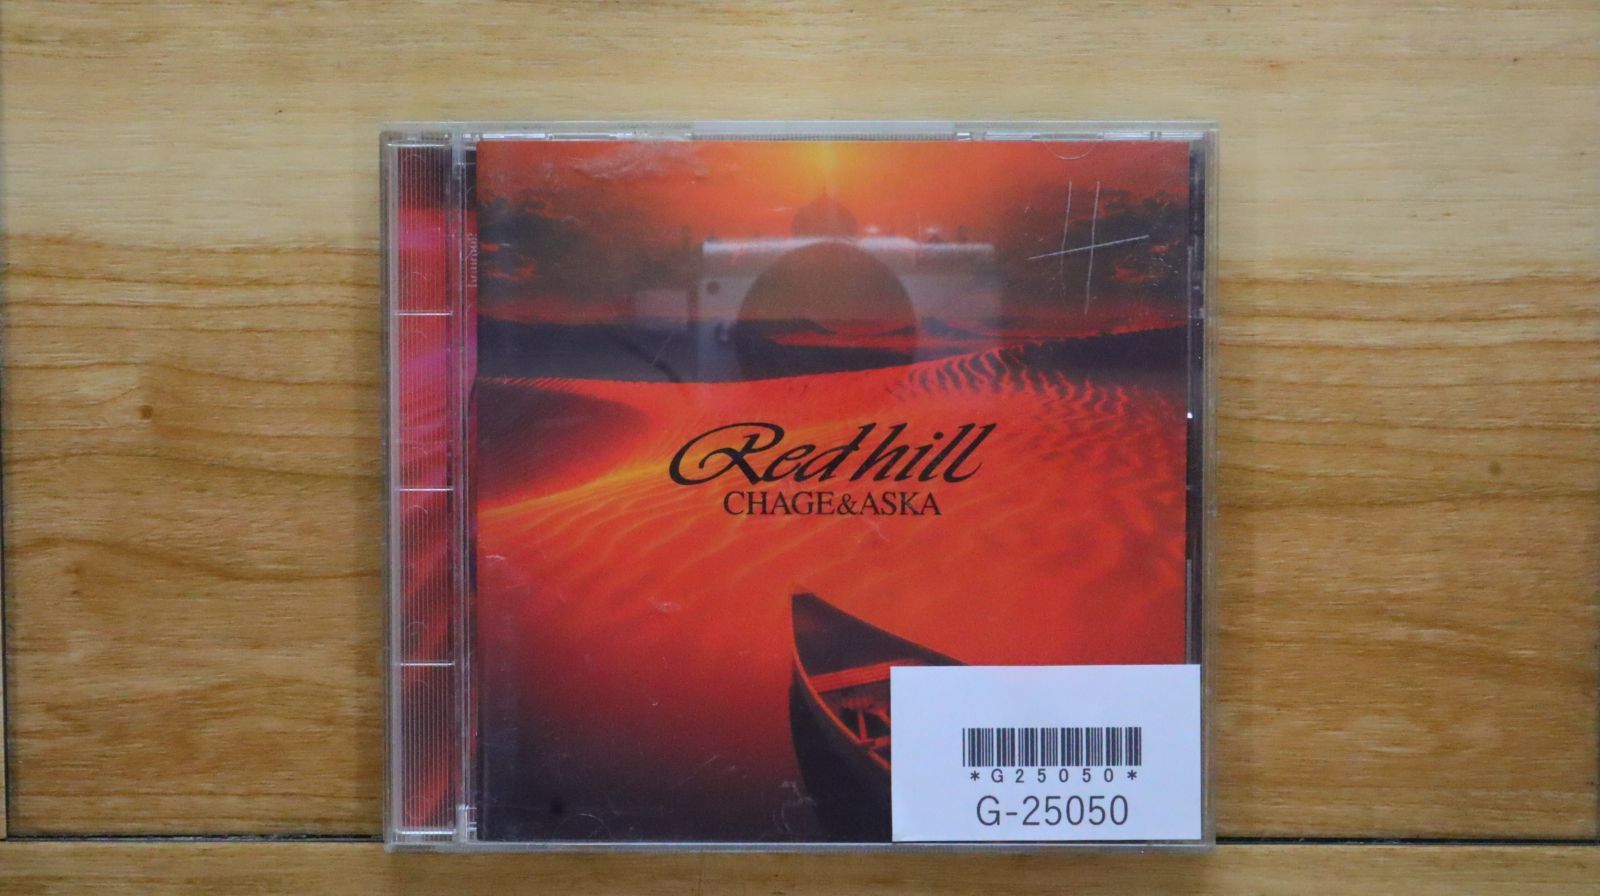 Red hill
CHAGE&ASKA
*G25050*
G-25050